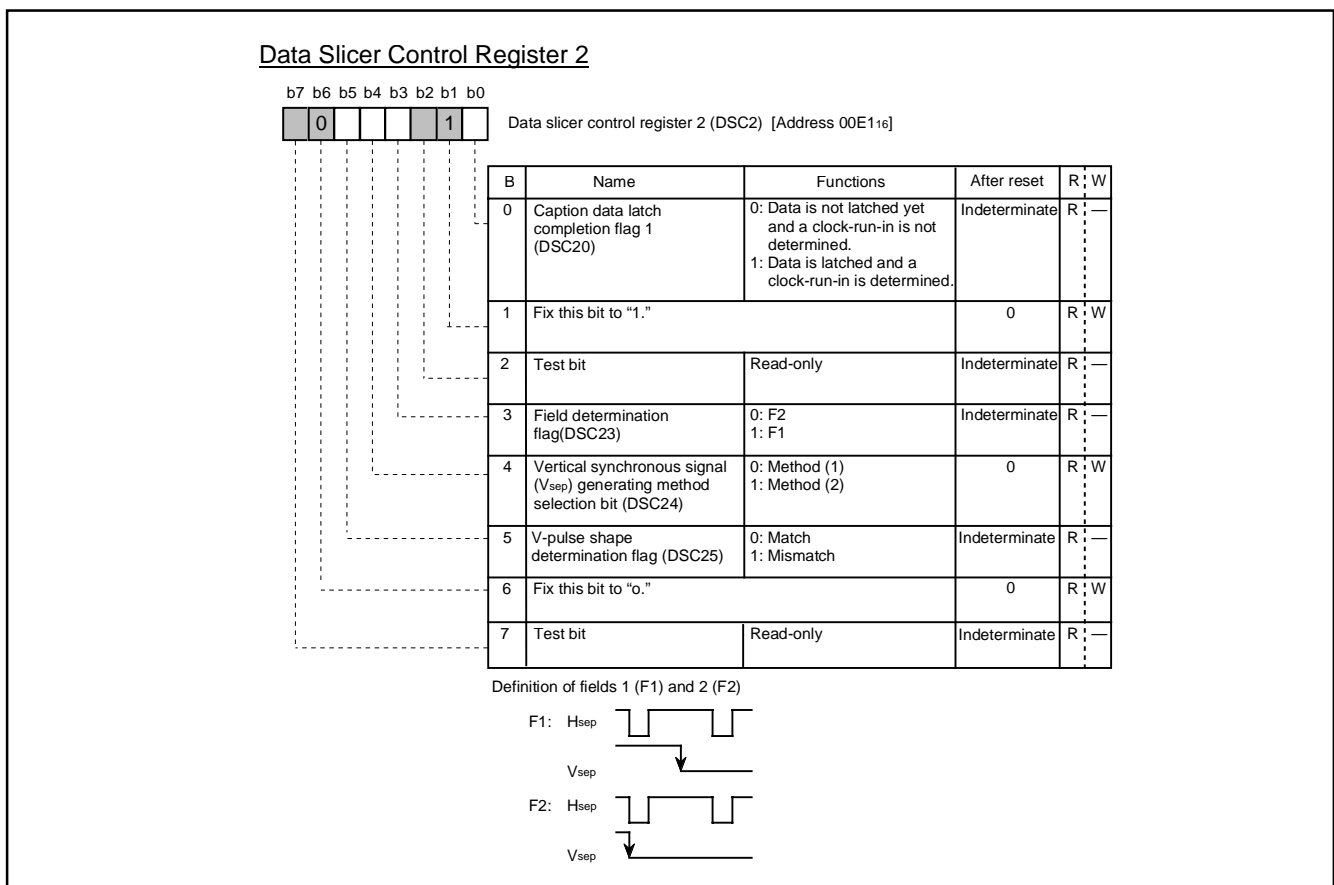 Data Slicer Control Register 2
b7 b6 b5 b4 b3 b2 b1 b0
0 1 Data slicer control register 2 (DSC2) [Address 00E116]
B Name Functions After reset R W
0 Caption data latch completion flag 1 (DSC20) 0: Data is not latched yet and a clock-run-in is not determined. 1: Data is latched and a clock-run-in is determined. Indeterminate R —
1 Fix this bit to “1.” 0 R W
2 Test bit Read-only Indeterminate R —
3 Field determination flag(DSC23) 0: F2 1: F1 Indeterminate R —
4 Vertical synchronous signal (Vsep) generating method selection bit (DSC24) 0: Method (1) 1: Method (2) 0 R W
5 V-pulse shape determination flag (DSC25) 0: Match 1: Mismatch Indeterminate R —
6 Fix this bit to “o.” 0 R W
7 Test bit Read-only Indeterminate R —
Definition of fields 1 (F1) and 2 (F2)
F1: Hsep
Vsep
F2: Hsep
Vsep